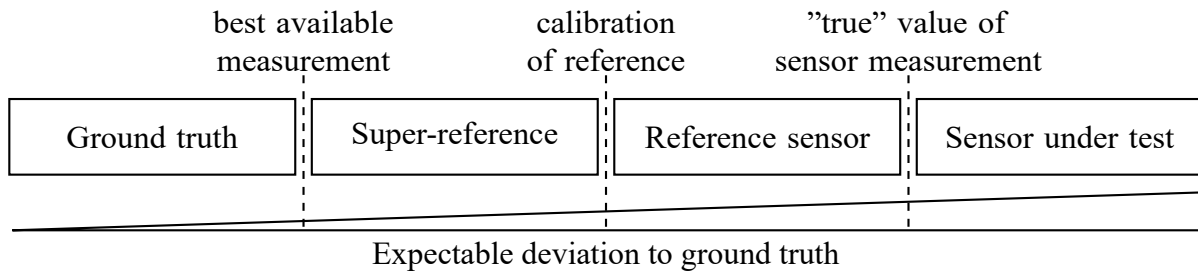 best available
measurement
calibration
of reference
”true” value of
sensor measurement
Ground truth
Super-reference
Reference sensor
Sensor under test
Expectable deviation to ground truth